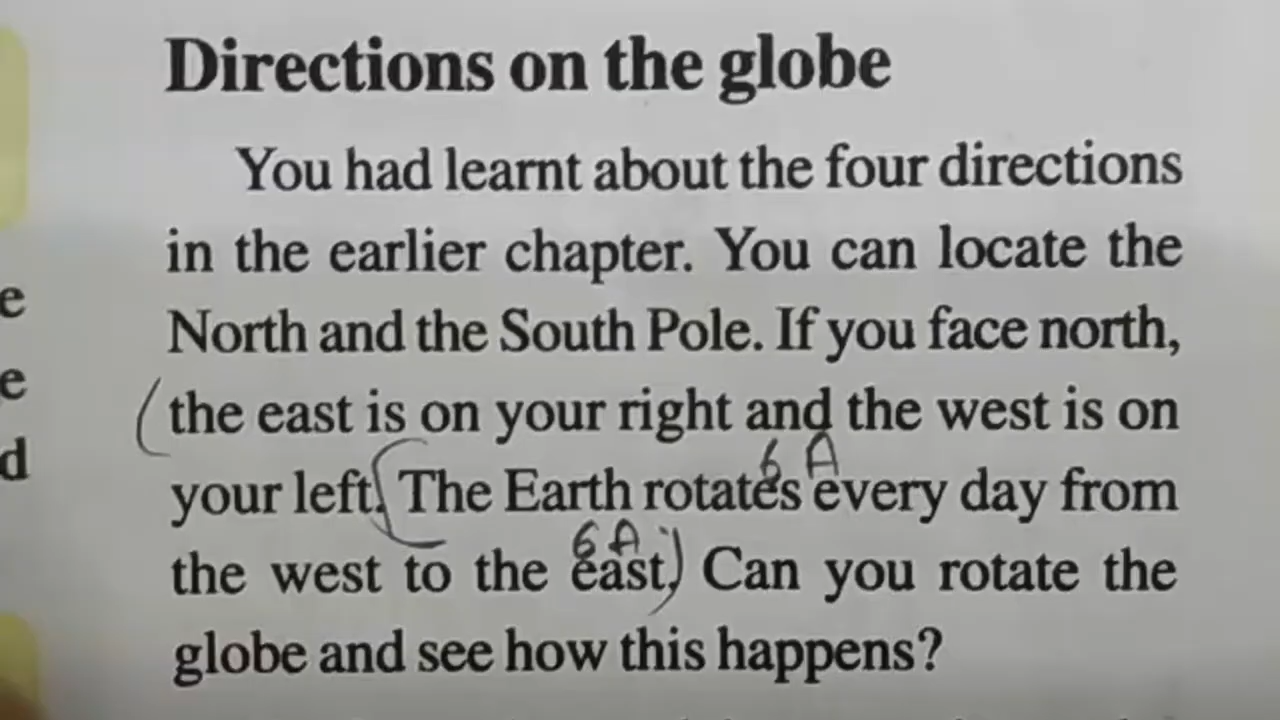 Directions on the globe
You had learnt about the four directions
in the earlier chapter. You can locate the
North and the South Pole. If you face north,
(the east is on your right and the west is on
6 A
your left. (The Earth rotates every day from
6 A
the west to the east,) Can you rotate the
globe and see how this happens?
e
e
d